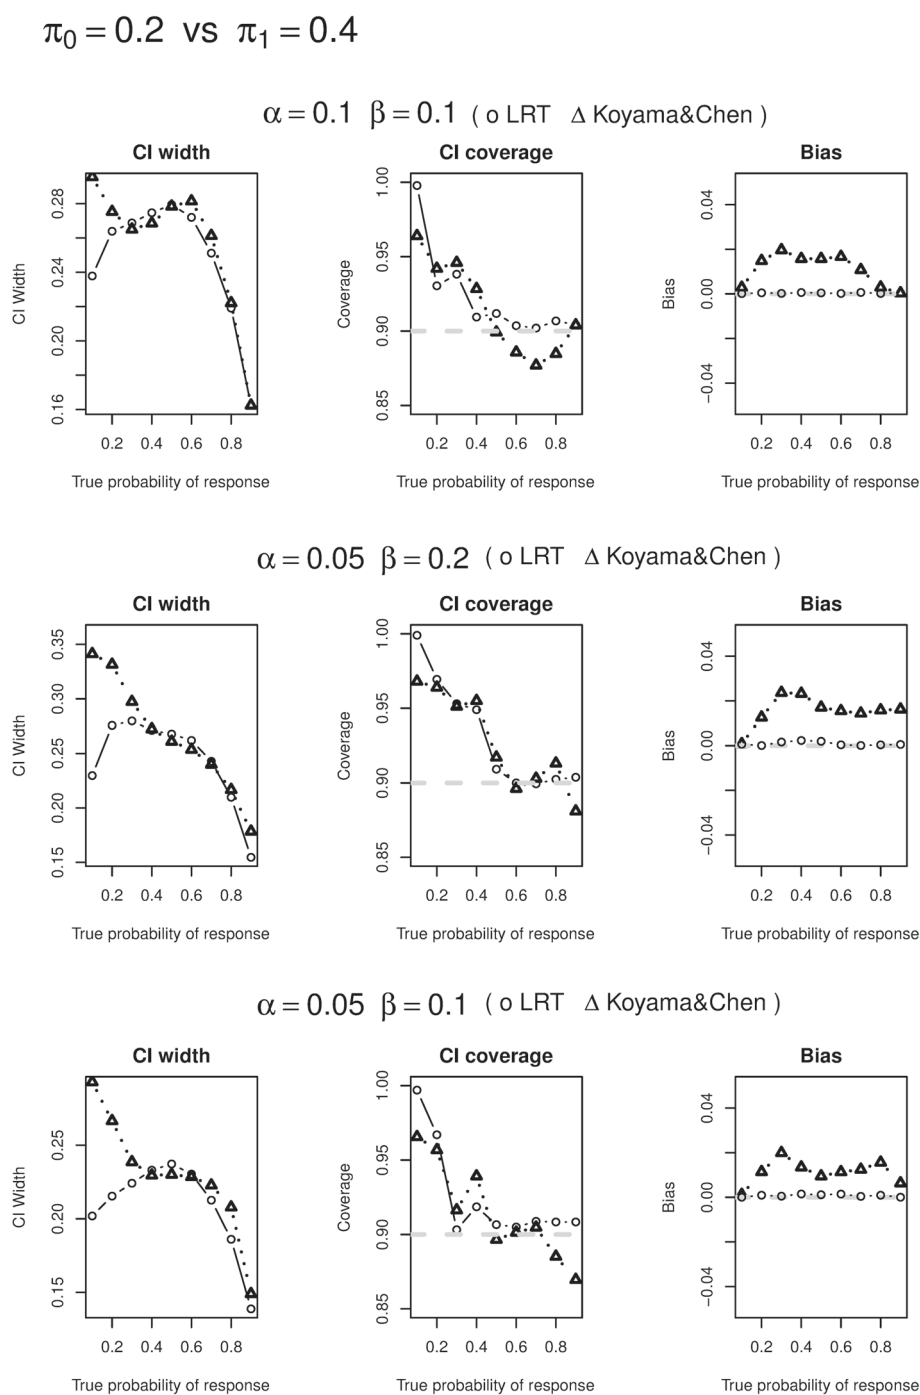 π0 = 0.2 vs π1 = 0.4
α = 0.1 β = 0.1 ( o LRT Δ Koyama&Chen )
CI width
CI coverage
Bias
CI Width
0.16 0.20 0.24 0.28
0.2 0.4 0.6 0.8
True probability of response
Coverage
0.85 0.90 0.95 1.00
0.2 0.4 0.6 0.8
True probability of response
Bias
−0.04 0.00 0.04
0.2 0.4 0.6 0.8
True probability of response
α = 0.05 β = 0.2 ( o LRT Δ Koyama&Chen )
CI width
CI coverage
Bias
CI Width
0.15 0.20 0.25 0.30 0.35
0.2 0.4 0.6 0.8
True probability of response
Coverage
0.85 0.90 0.95 1.00
0.2 0.4 0.6 0.8
True probability of response
Bias
−0.04 0.00 0.04
0.2 0.4 0.6 0.8
True probability of response
α = 0.05 β = 0.1 ( o LRT Δ Koyama&Chen )
CI width
CI coverage
Bias
CI Width
0.15 0.20 0.25
0.2 0.4 0.6 0.8
True probability of response
Coverage
0.85 0.90 0.95 1.00
0.2 0.4 0.6 0.8
True probability of response
Bias
−0.04 0.00 0.04
0.2 0.4 0.6 0.8
True probability of response